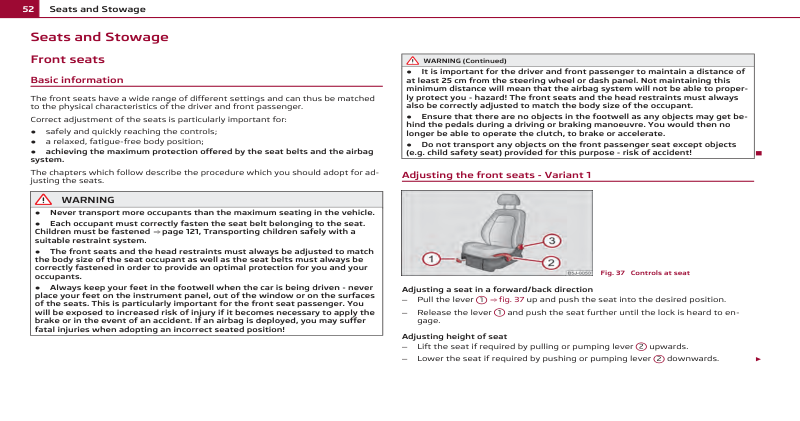 52 Seats and Stowage
Seats and Stowage
Front seats
Basic information
The front seats have a wide range of different settings and can thus be matched
to the physical characteristics of the driver and front passenger.
Correct adjustment of the seats is particularly important for:
● safely and quickly reaching the controls;
● a relaxed, fatigue-free body position;
● achieving the maximum protection offered by the seat belts and the airbag
system.
The chapters which follow describe the procedure which you should adopt for ad-
justing the seats.
WARNING
● Never transport more occupants than the maximum seating in the vehicle.
● Each occupant must correctly fasten the seat belt belonging to the seat.
Children must be fastened ⇒ page 121, Transporting children safely with a
suitable restraint system.
● The front seats and the head restraints must always be adjusted to match
the body size of the seat occupant as well as the seat belts must always be
correctly fastened in order to provide an optimal protection for you and your
occupants.
● Always keep your feet in the footwell when the car is being driven - never
place your feet on the instrument panel, out of the window or on the surfaces
of the seats. This is particularly important for the front seat passenger. You
will be exposed to increased risk of injury if it becomes necessary to apply the
brake or in the event of an accident. If an airbag is deployed, you may suffer
fatal injuries when adopting an incorrect seated position!
WARNING (Continued)
● It is important for the driver and front passenger to maintain a distance of
at least 25 cm from the steering wheel or dash panel. Not maintaining this
minimum distance will mean that the airbag system will not be able to proper-
ly protect you - hazard! The front seats and the head restraints must always
also be correctly adjusted to match the body size of the occupant.
● Ensure that there are no objects in the footwell as any objects may get be-
hind the pedals during a driving or braking manoeuvre. You would then no
longer be able to operate the clutch, to brake or accelerate.
● Do not transport any objects on the front passenger seat except objects
(e.g. child safety seat) provided for this purpose - risk of accident!
Adjusting the front seats - Variant 1
3
1
2
Fig. 37 Controls at seat
Adjusting a seat in a forward/back direction
– Pull the lever 1 ⇒ fig. 37 up and push the seat into the desired position.
– Release the lever 1 and push the seat further until the lock is heard to en-
gage.
Adjusting height of seat
– Lift the seat if required by pulling or pumping lever 2 upwards.
– Lower the seat if required by pushing or pumping lever 2 downwards.